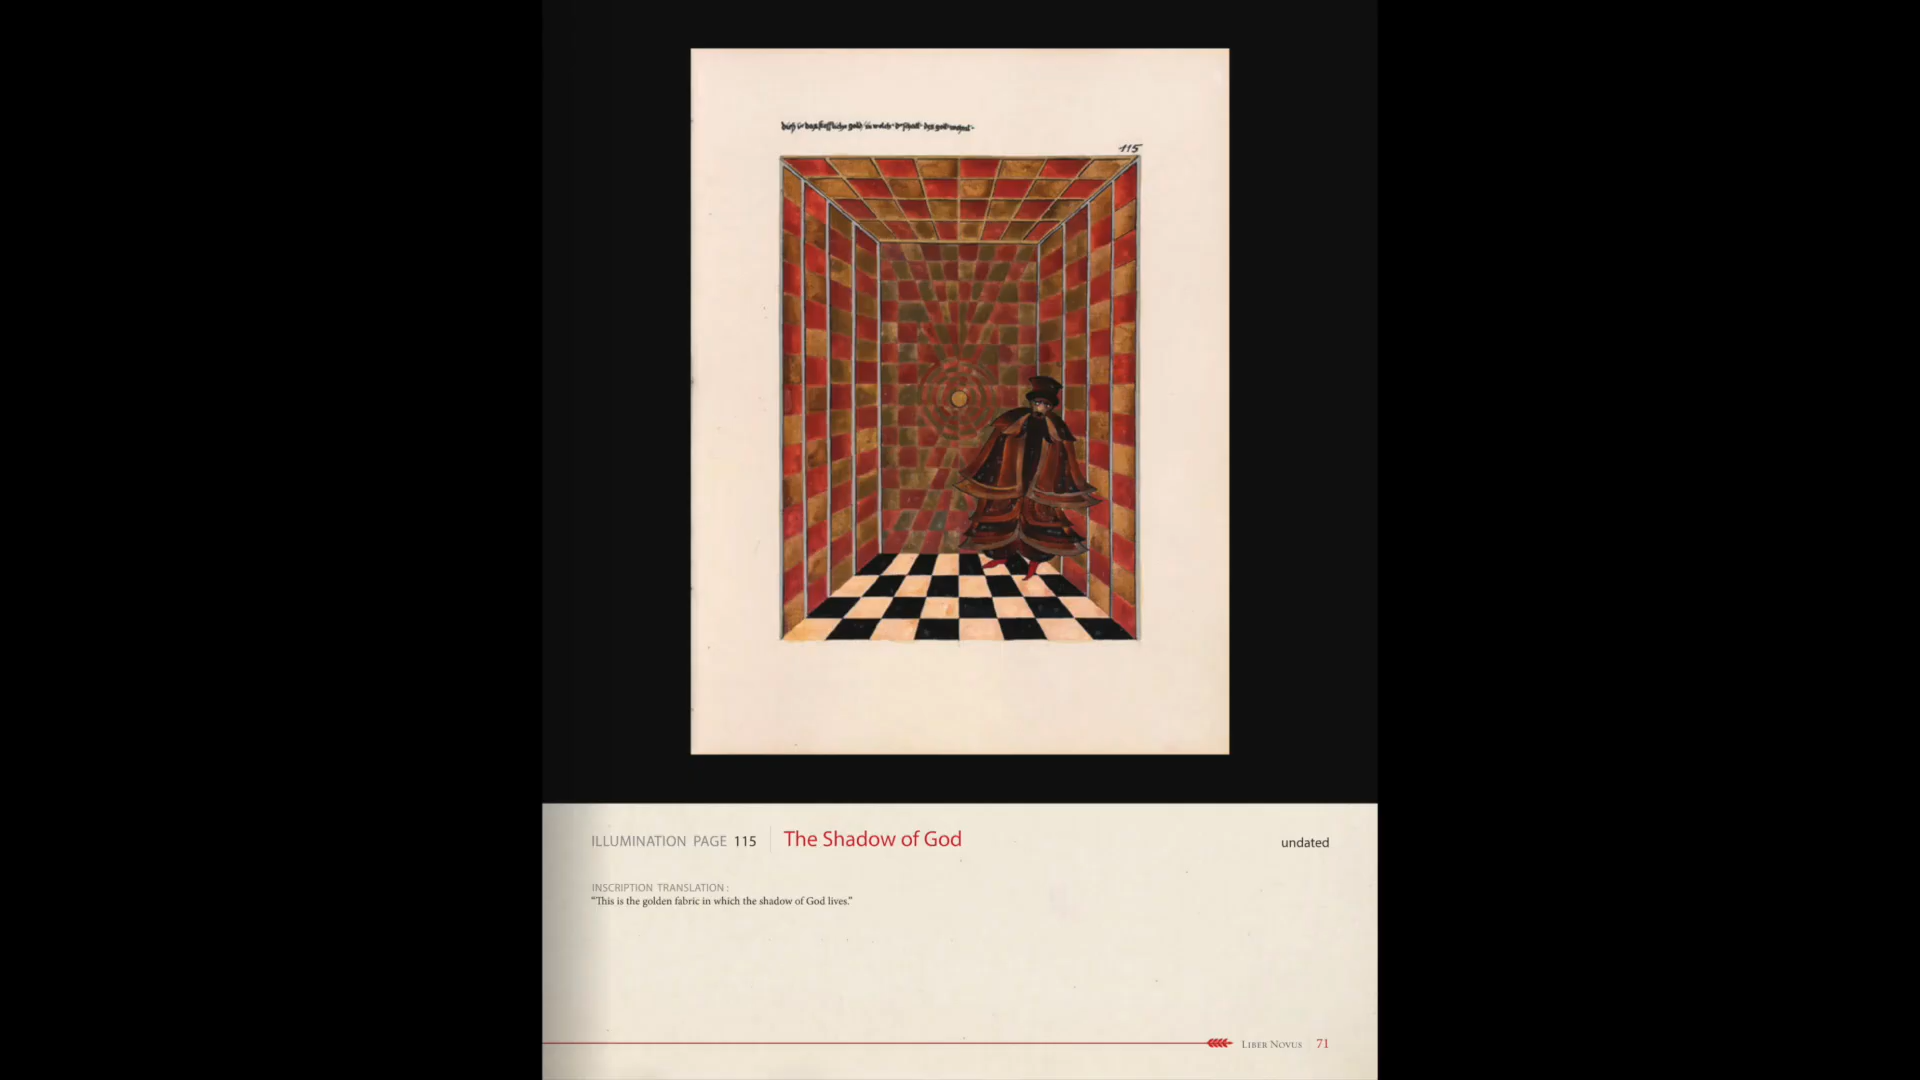 115
ILLUMINATION PAGE 115 The Shadow of God undated
INSCRIPTION TRANSLATION:
“This is the golden fabric in which the shadow of God lives.”
LIBER NOVUS 71